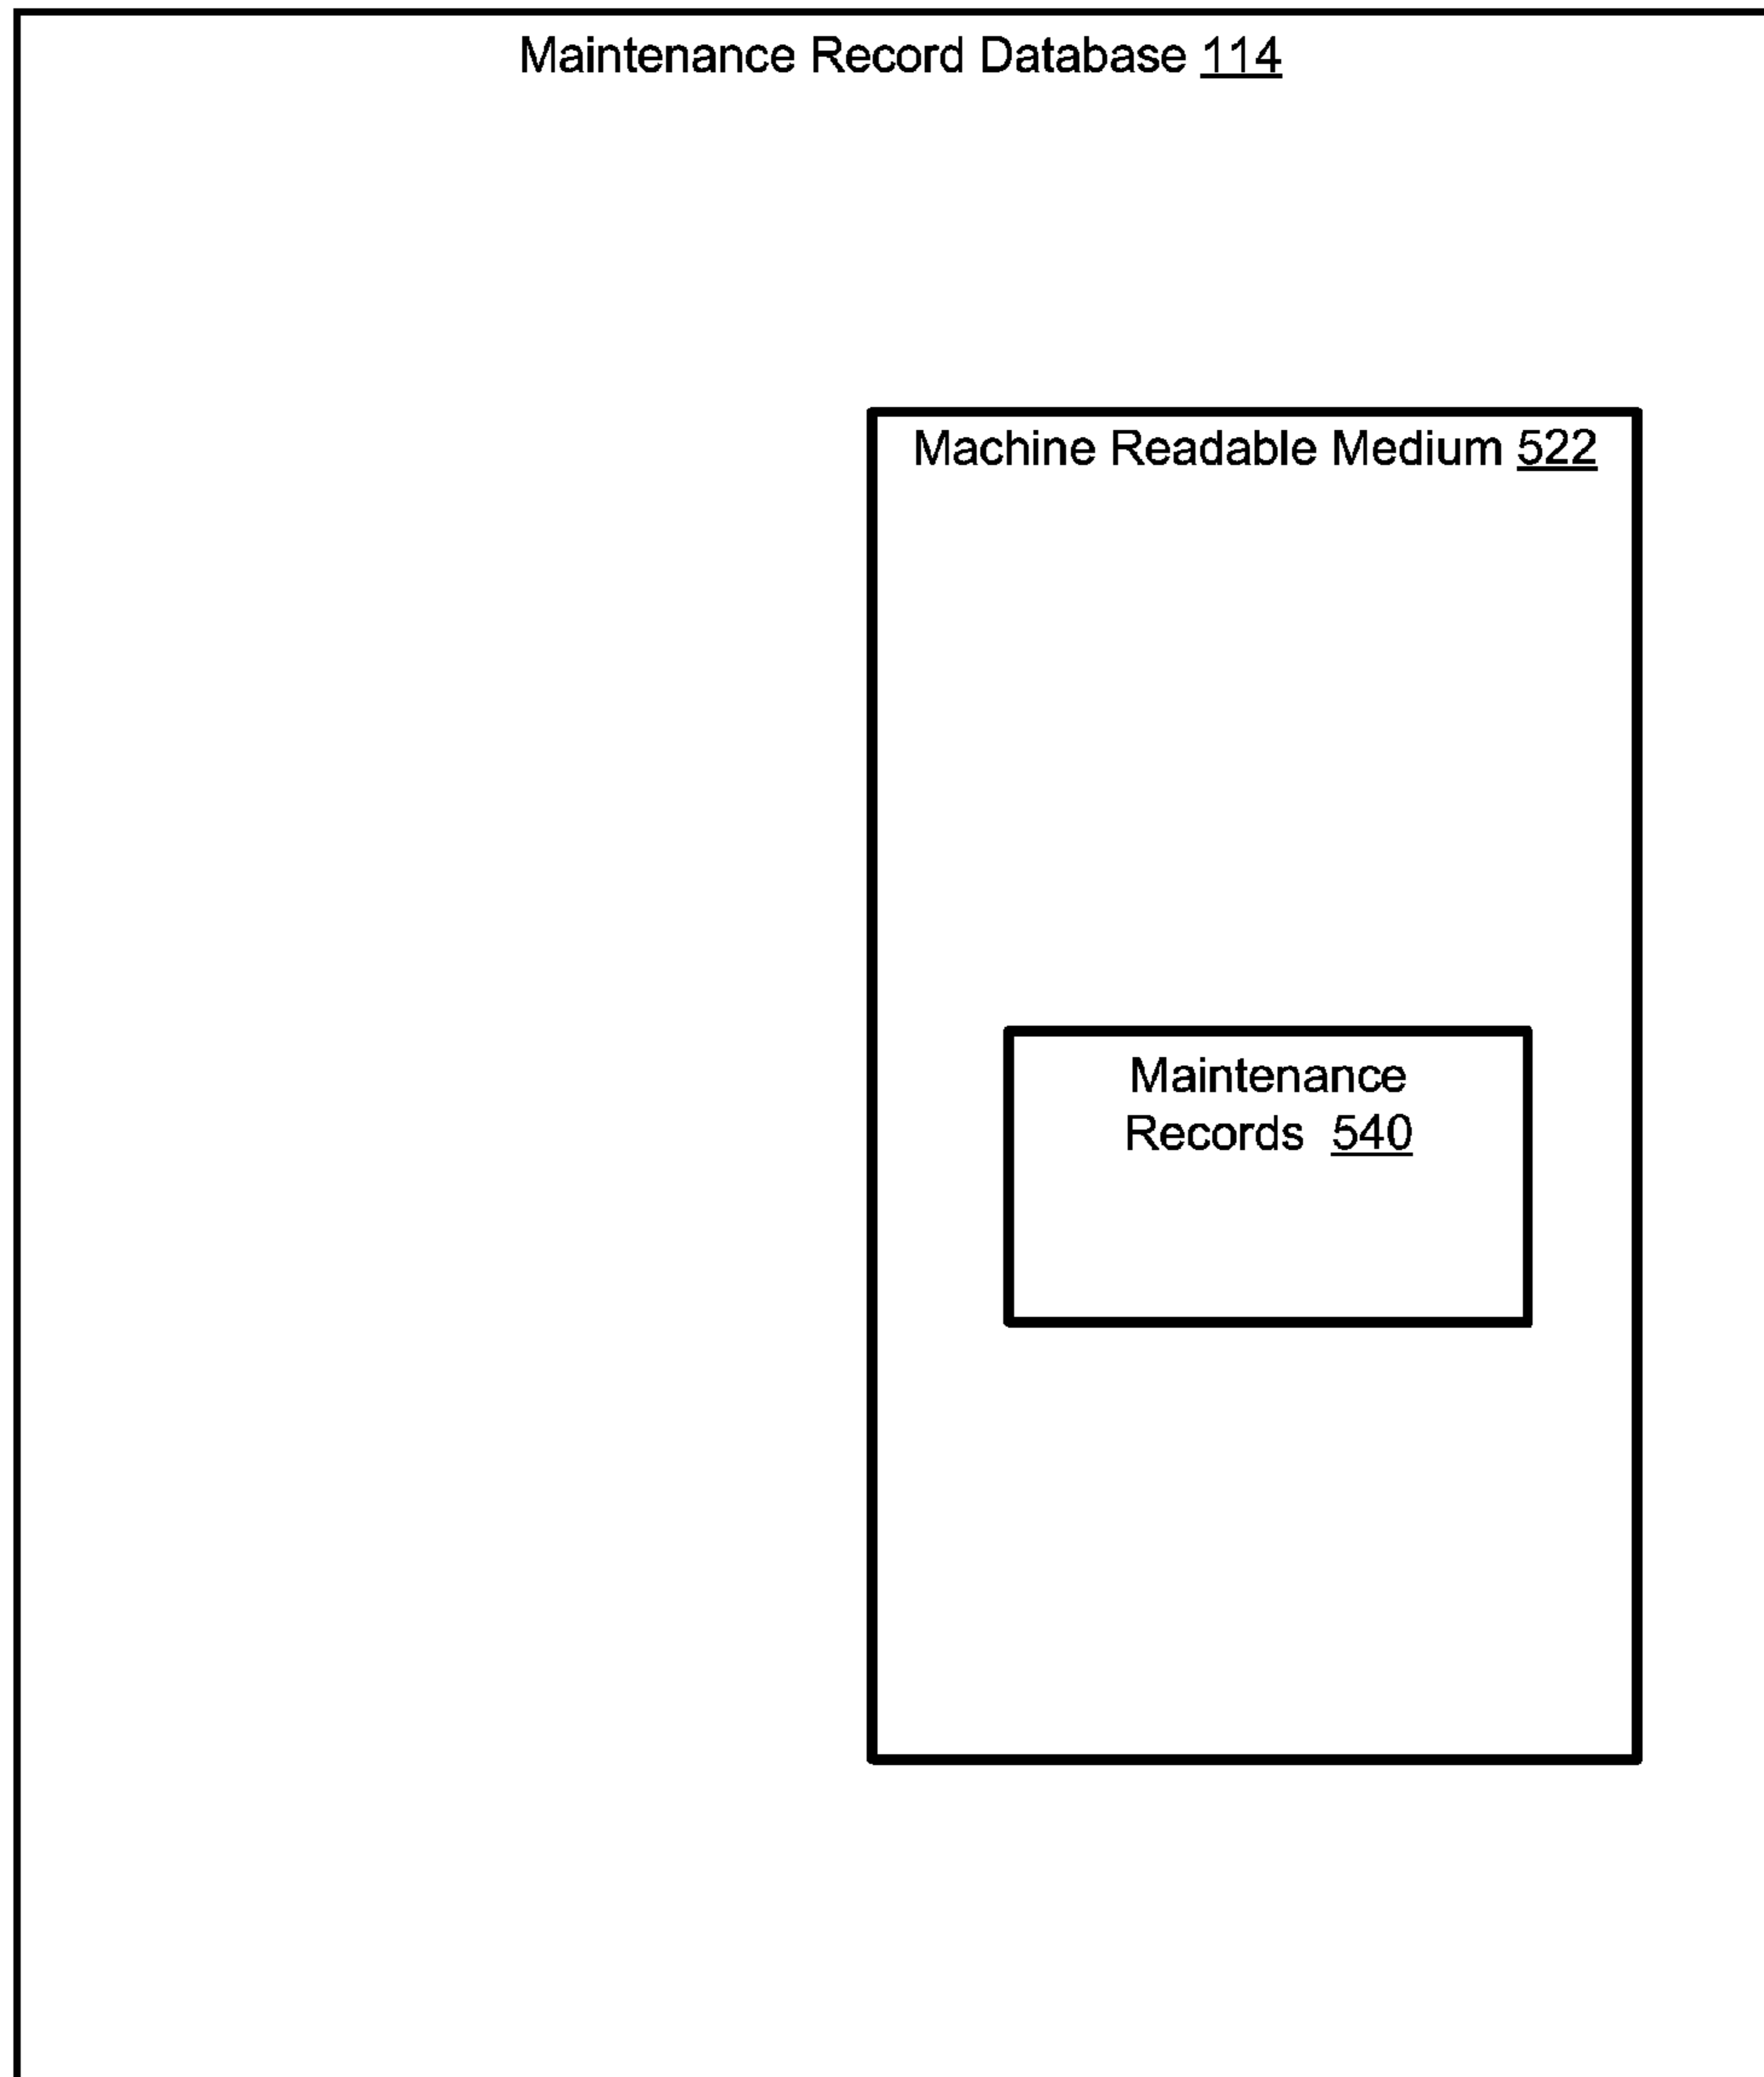 Maintenance Record Database 114
Machine Readable Medium 522
Maintenance
Records 540